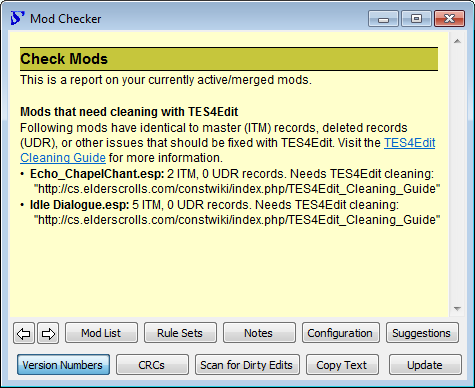 Mod Checker
Check Mods
This is a report on your currently active/merged mods.
Mods that need cleaning with TES4Edit
Following mods have identical to master (ITM) records, deleted records
(UDR), or other issues that should be fixed with TES4Edit. Visit the TES4Edit
Cleaning Guide for more information.
• Echo_ChapelChant.esp: 2 ITM, 0 UDR records. Needs TES4Edit cleaning:
"http://cs.elderscrolls.com/constwiki/index.php/TES4Edit_Cleaning_Guide"
• Idle Dialogue.esp: 5 ITM, 0 UDR records. Needs TES4Edit cleaning:
"http://cs.elderscrolls.com/constwiki/index.php/TES4Edit_Cleaning_Guide"
Mod List Rule Sets Notes Configuration Suggestions
Version Numbers CRCs Scan for Dirty Edits Copy Text Update